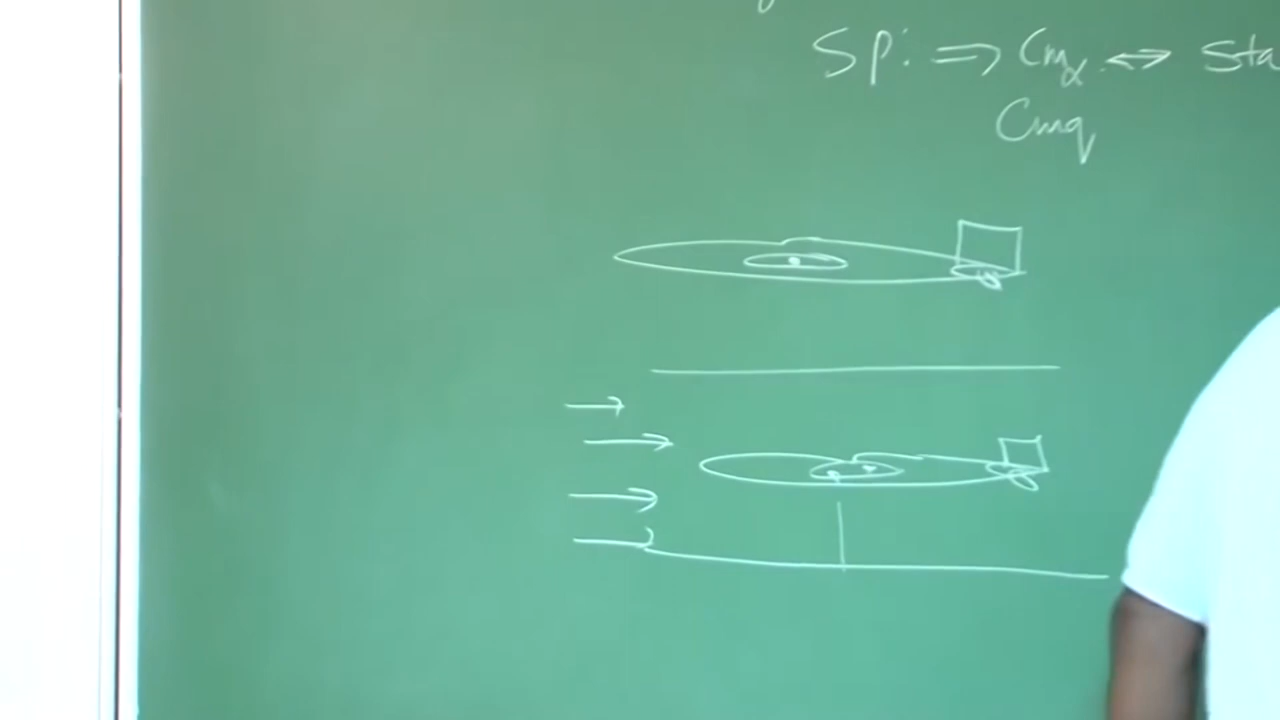 SP: ⇒ Cmα ↔ Sta
Cmq